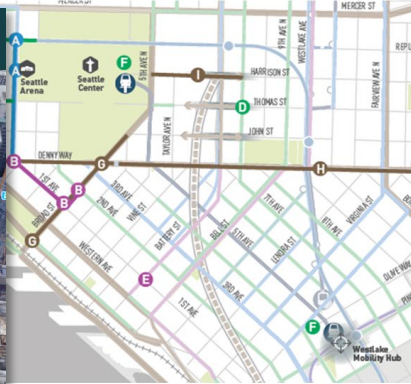 MERCER ST
A
F
Seattle
Arena
Seattle
Center
5TH AVE N
9TH AVE N
WESTLAKE AVE
FAIRVIEW AVE N
I
HARRISON ST
TAYLOR AVE N
D
THOMAS ST
JOHN ST
B
DENNY WAY
G
H
1ST AVE
B
B
BROAD ST
3RD AVE
2ND AVE
VINE ST
7TH AVE
VIRGINIA ST
G
WESTERN AVE
BATTERY ST
BELL ST
5TH AVE
LENORA ST
8TH AVE
E
3RD AVE
OLIVE WAY
1ST AVE
F
Westlake
Mobility Hub